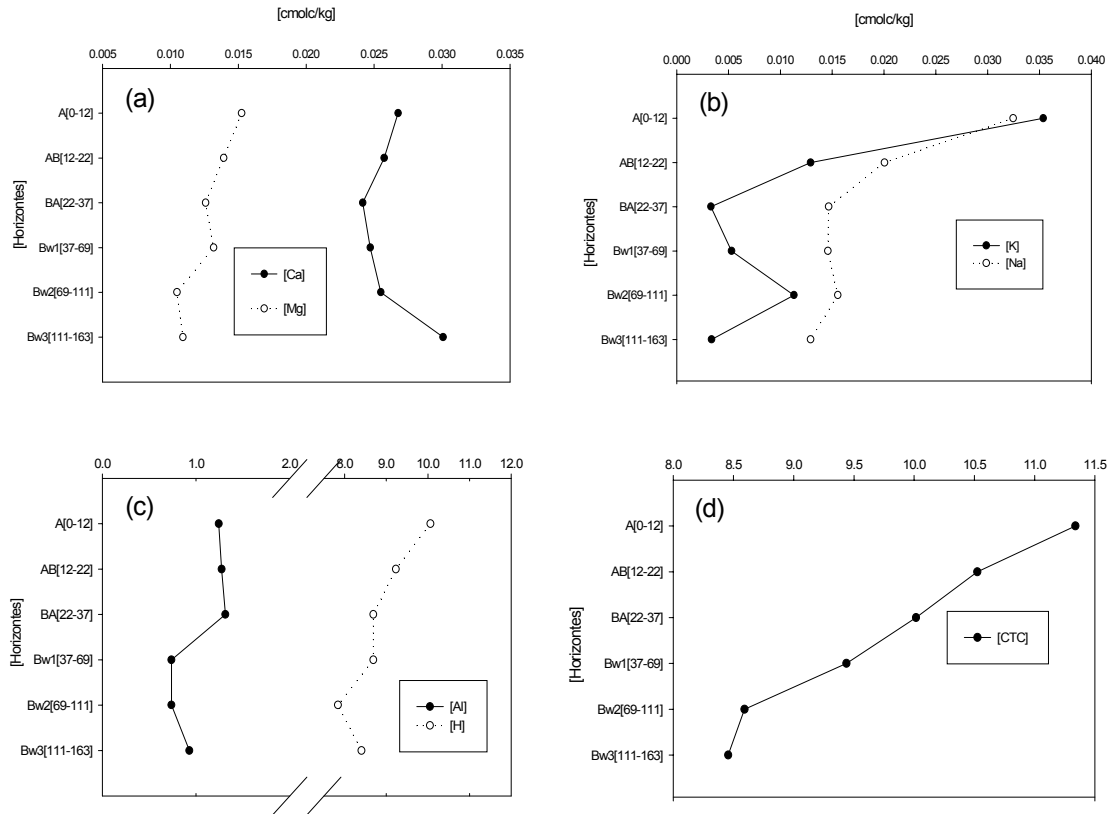 [cmolc/kg]
0.005 0.010 0.015 0.020 0.025 0.030 0.035
(a)
A[0-12]
AB[12-22]
BA[22-37]
Bw1[37-69]
Bw2[69-111]
Bw3[111-163]
[Horizontes]
[Ca]
[Mg]
[cmolc/kg]
0.000 0.005 0.010 0.015 0.020 0.025 0.030 0.035 0.040
(b)
A[0-12]
AB[12-22]
BA[22-37]
Bw1[37-69]
Bw2[69-111]
Bw3[111-163]
[Horizontes]
[K]
[Na]
0.0 1.0 2.0 8.0 9.0 10.0 11.0 12.0
(c)
A[0-12]
AB[12-22]
BA[22-37]
Bw1[37-69]
Bw2[69-111]
Bw3[111-163]
[Horizontes]
[Al]
[H]
8.0 8.5 9.0 9.5 10.0 10.5 11.0 11.5
(d)
A[0-12]
AB[12-22]
BA[22-37]
Bw1[37-69]
Bw2[69-111]
Bw3[111-163]
[Horizontes]
[CTC]